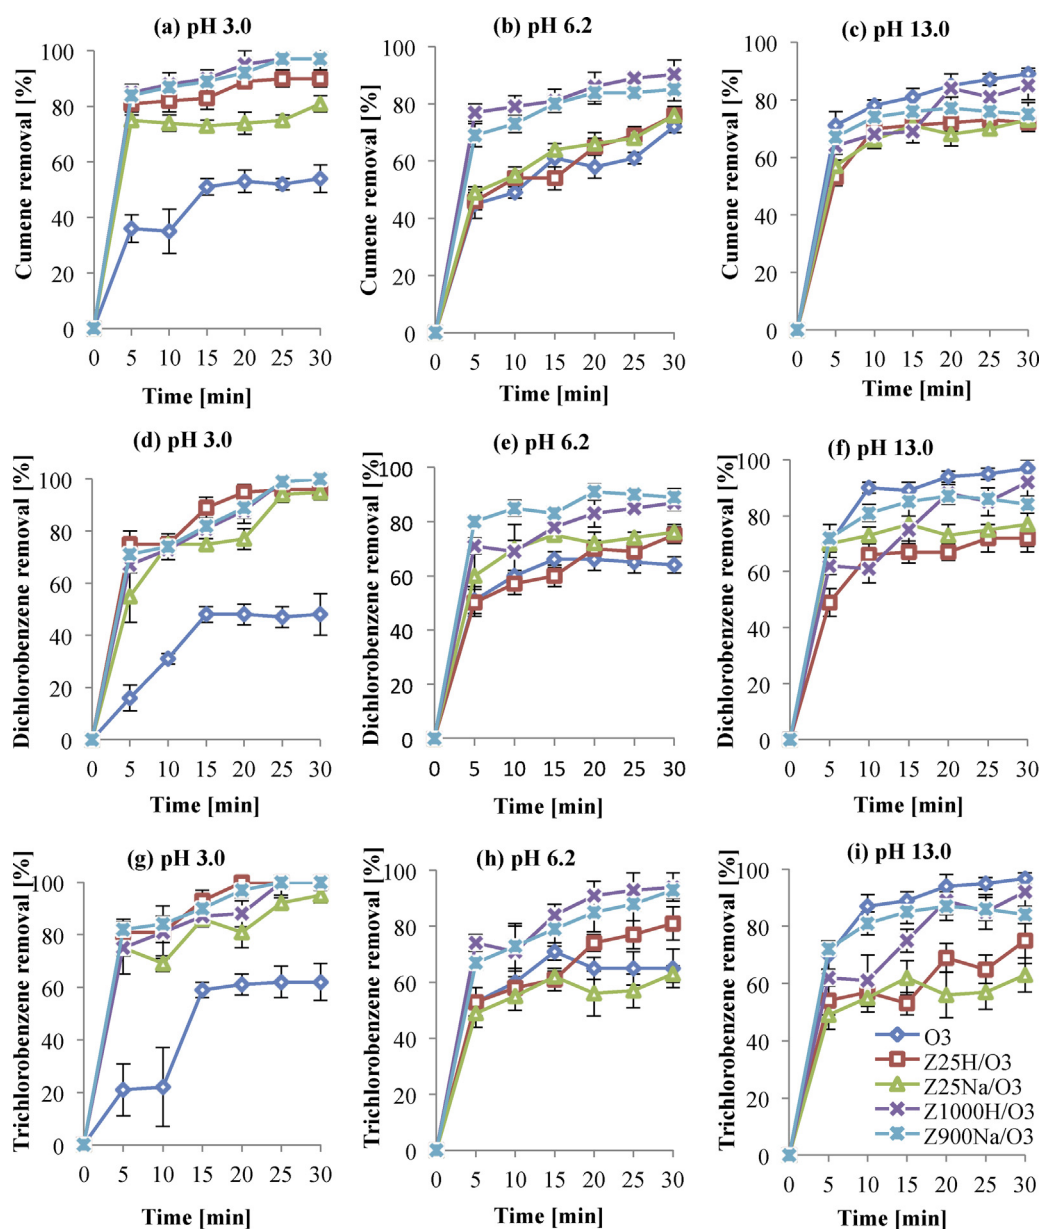 (a) pH 3.0
Cumene removal [%]
100
80
60
40
20
0
0 5 10 15 20 25 30
Time [min]
(b) pH 6.2
Cumene removal [%]
100
80
60
40
20
0
0 5 10 15 20 25 30
Time [min]
(c) pH 13.0
Cumene removal [%]
100
80
60
40
20
0
0 5 10 15 20 25 30
Time [min]
(d) pH 3.0
Dichlorobenzene removal [%]
100
80
60
40
20
0
0 5 10 15 20 25 30
Time [min]
(e) pH 6.2
Dichlorobenzene removal [%]
100
80
60
40
20
0
0 5 10 15 20 25 30
Time [min]
(f) pH 13.0
Dichlorobenzene removal [%]
100
80
60
40
20
0
0 5 10 15 20 25 30
Time [min]
(g) pH 3.0
Trichlorobenzene removal [%]
100
80
60
40
20
0
0 5 10 15 20 25 30
Time [min]
(h) pH 6.2
Trichlorobenzene removal [%]
100
80
60
40
20
0
0 5 10 15 20 25 30
Time [min]
(i) pH 13.0
Trichlorobenzene removal [%]
100
80
60
40
20
0
0 5 10 15 20 25 30
Time [min]
O3
Z25H/O3
Z25Na/O3
Z1000H/O3
Z900Na/O3